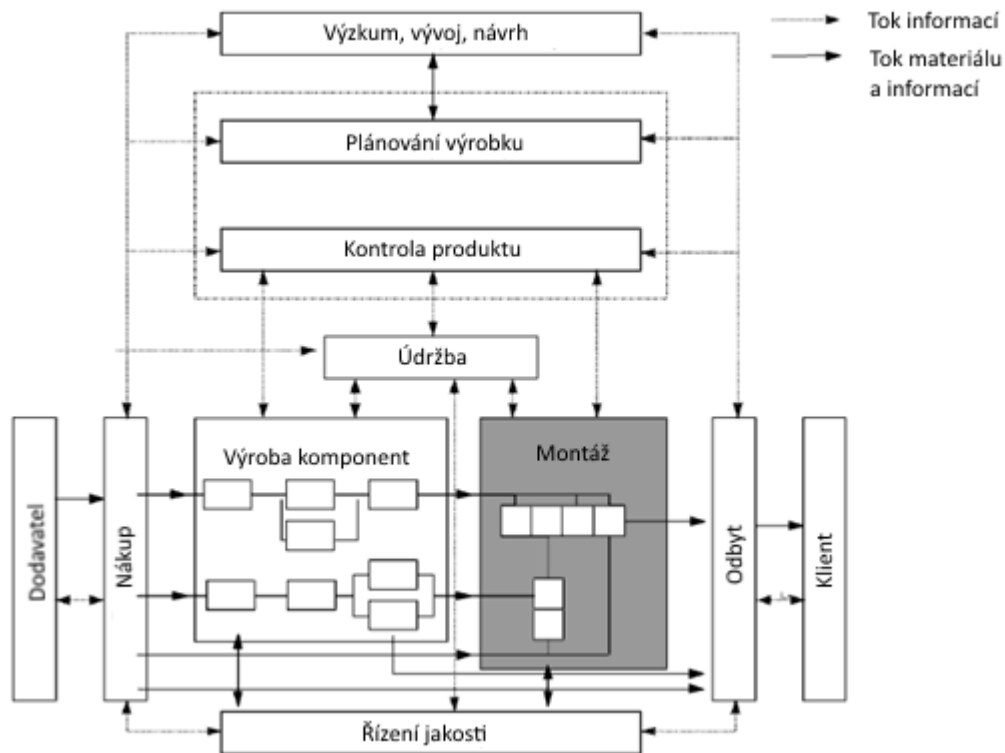 Výzkum, vývoj, návrh
Tok informací
Tok materiálu
a informací
Plánování výrobku
Kontrola produktu
Údržba
Dodavatel
Nákup
Výroba komponent
Montáž
Odbyt
Klient
Řízení jakosti